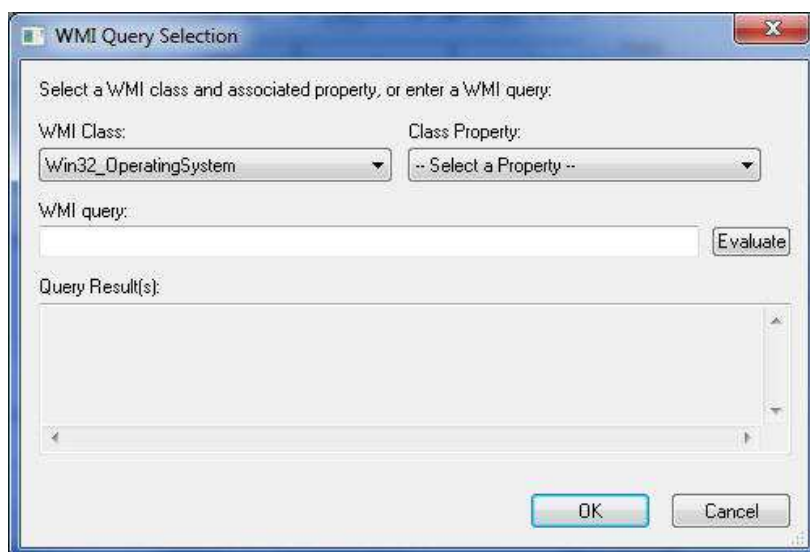 WMI Query Selection
Select a WMI class and associated property, or enter a WMI query:
WMI Class: Class Property:
Win32_OperatingSystem -- Select a Property --
WMI query:
Evaluate
Query Result(s):
OK Cancel